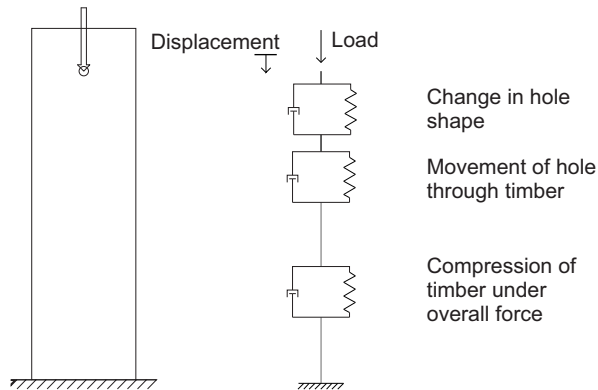 Displacement
Load
Change in hole
shape
Movement of hole
through timber
Compression of
timber under
overall force